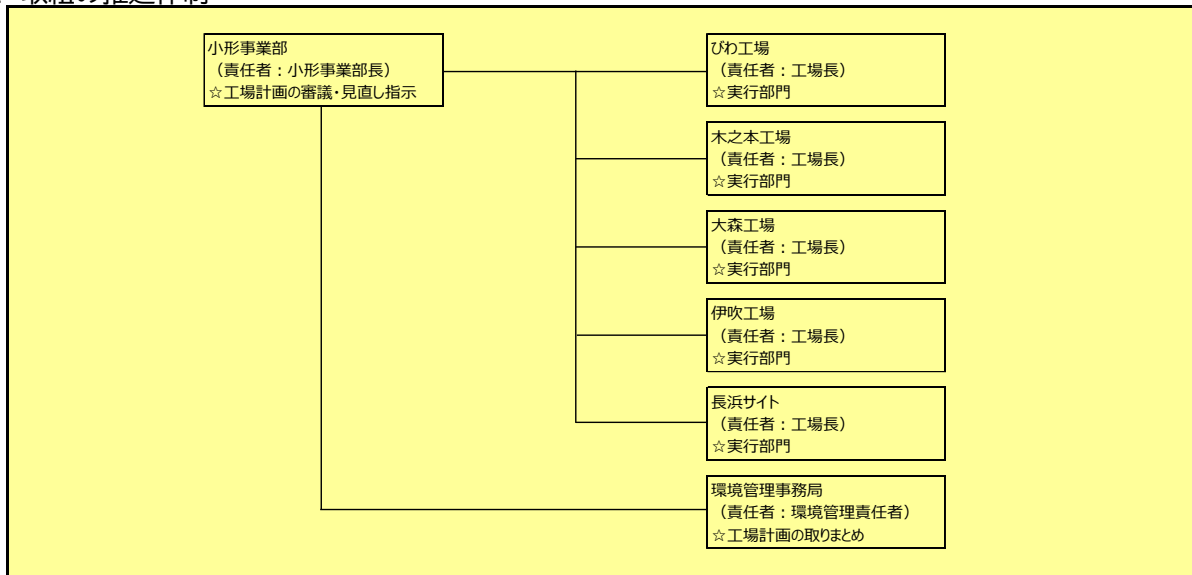 小形事業部
（責任者：小形事業部長）
☆工場計画の審議・見直し指示
びわ工場
（責任者：工場長）
☆実行部門
木之本工場
（責任者：工場長）
☆実行部門
大森工場
（責任者：工場長）
☆実行部門
伊吹工場
（責任者：工場長）
☆実行部門
長浜サイト
（責任者：工場長）
☆実行部門
環境管理事務局
（責任者：環境管理責任者）
☆工場計画の取りまとめ